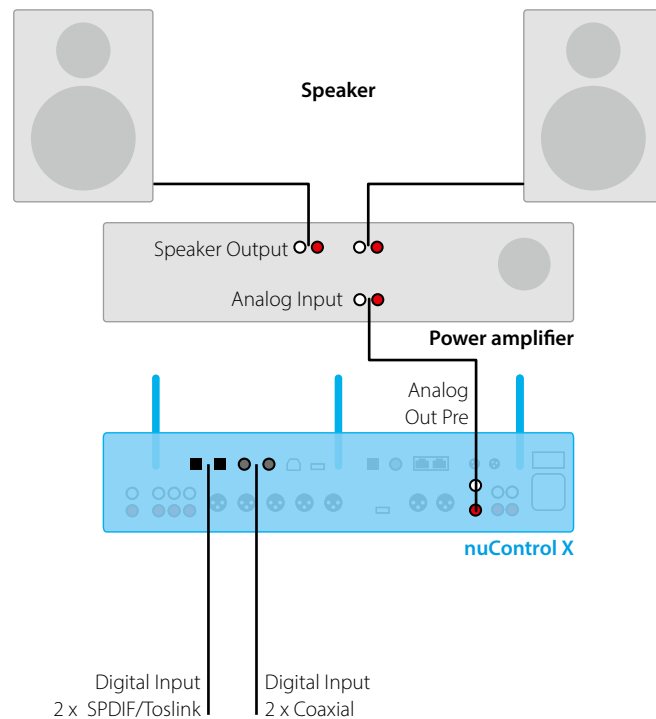 Speaker
Speaker Output
Analog Input
Power amplifier
Analog
Out Pre
nuControl X
Digital Input
2 x SPDIF/Toslink
Digital Input
2 x Coaxial